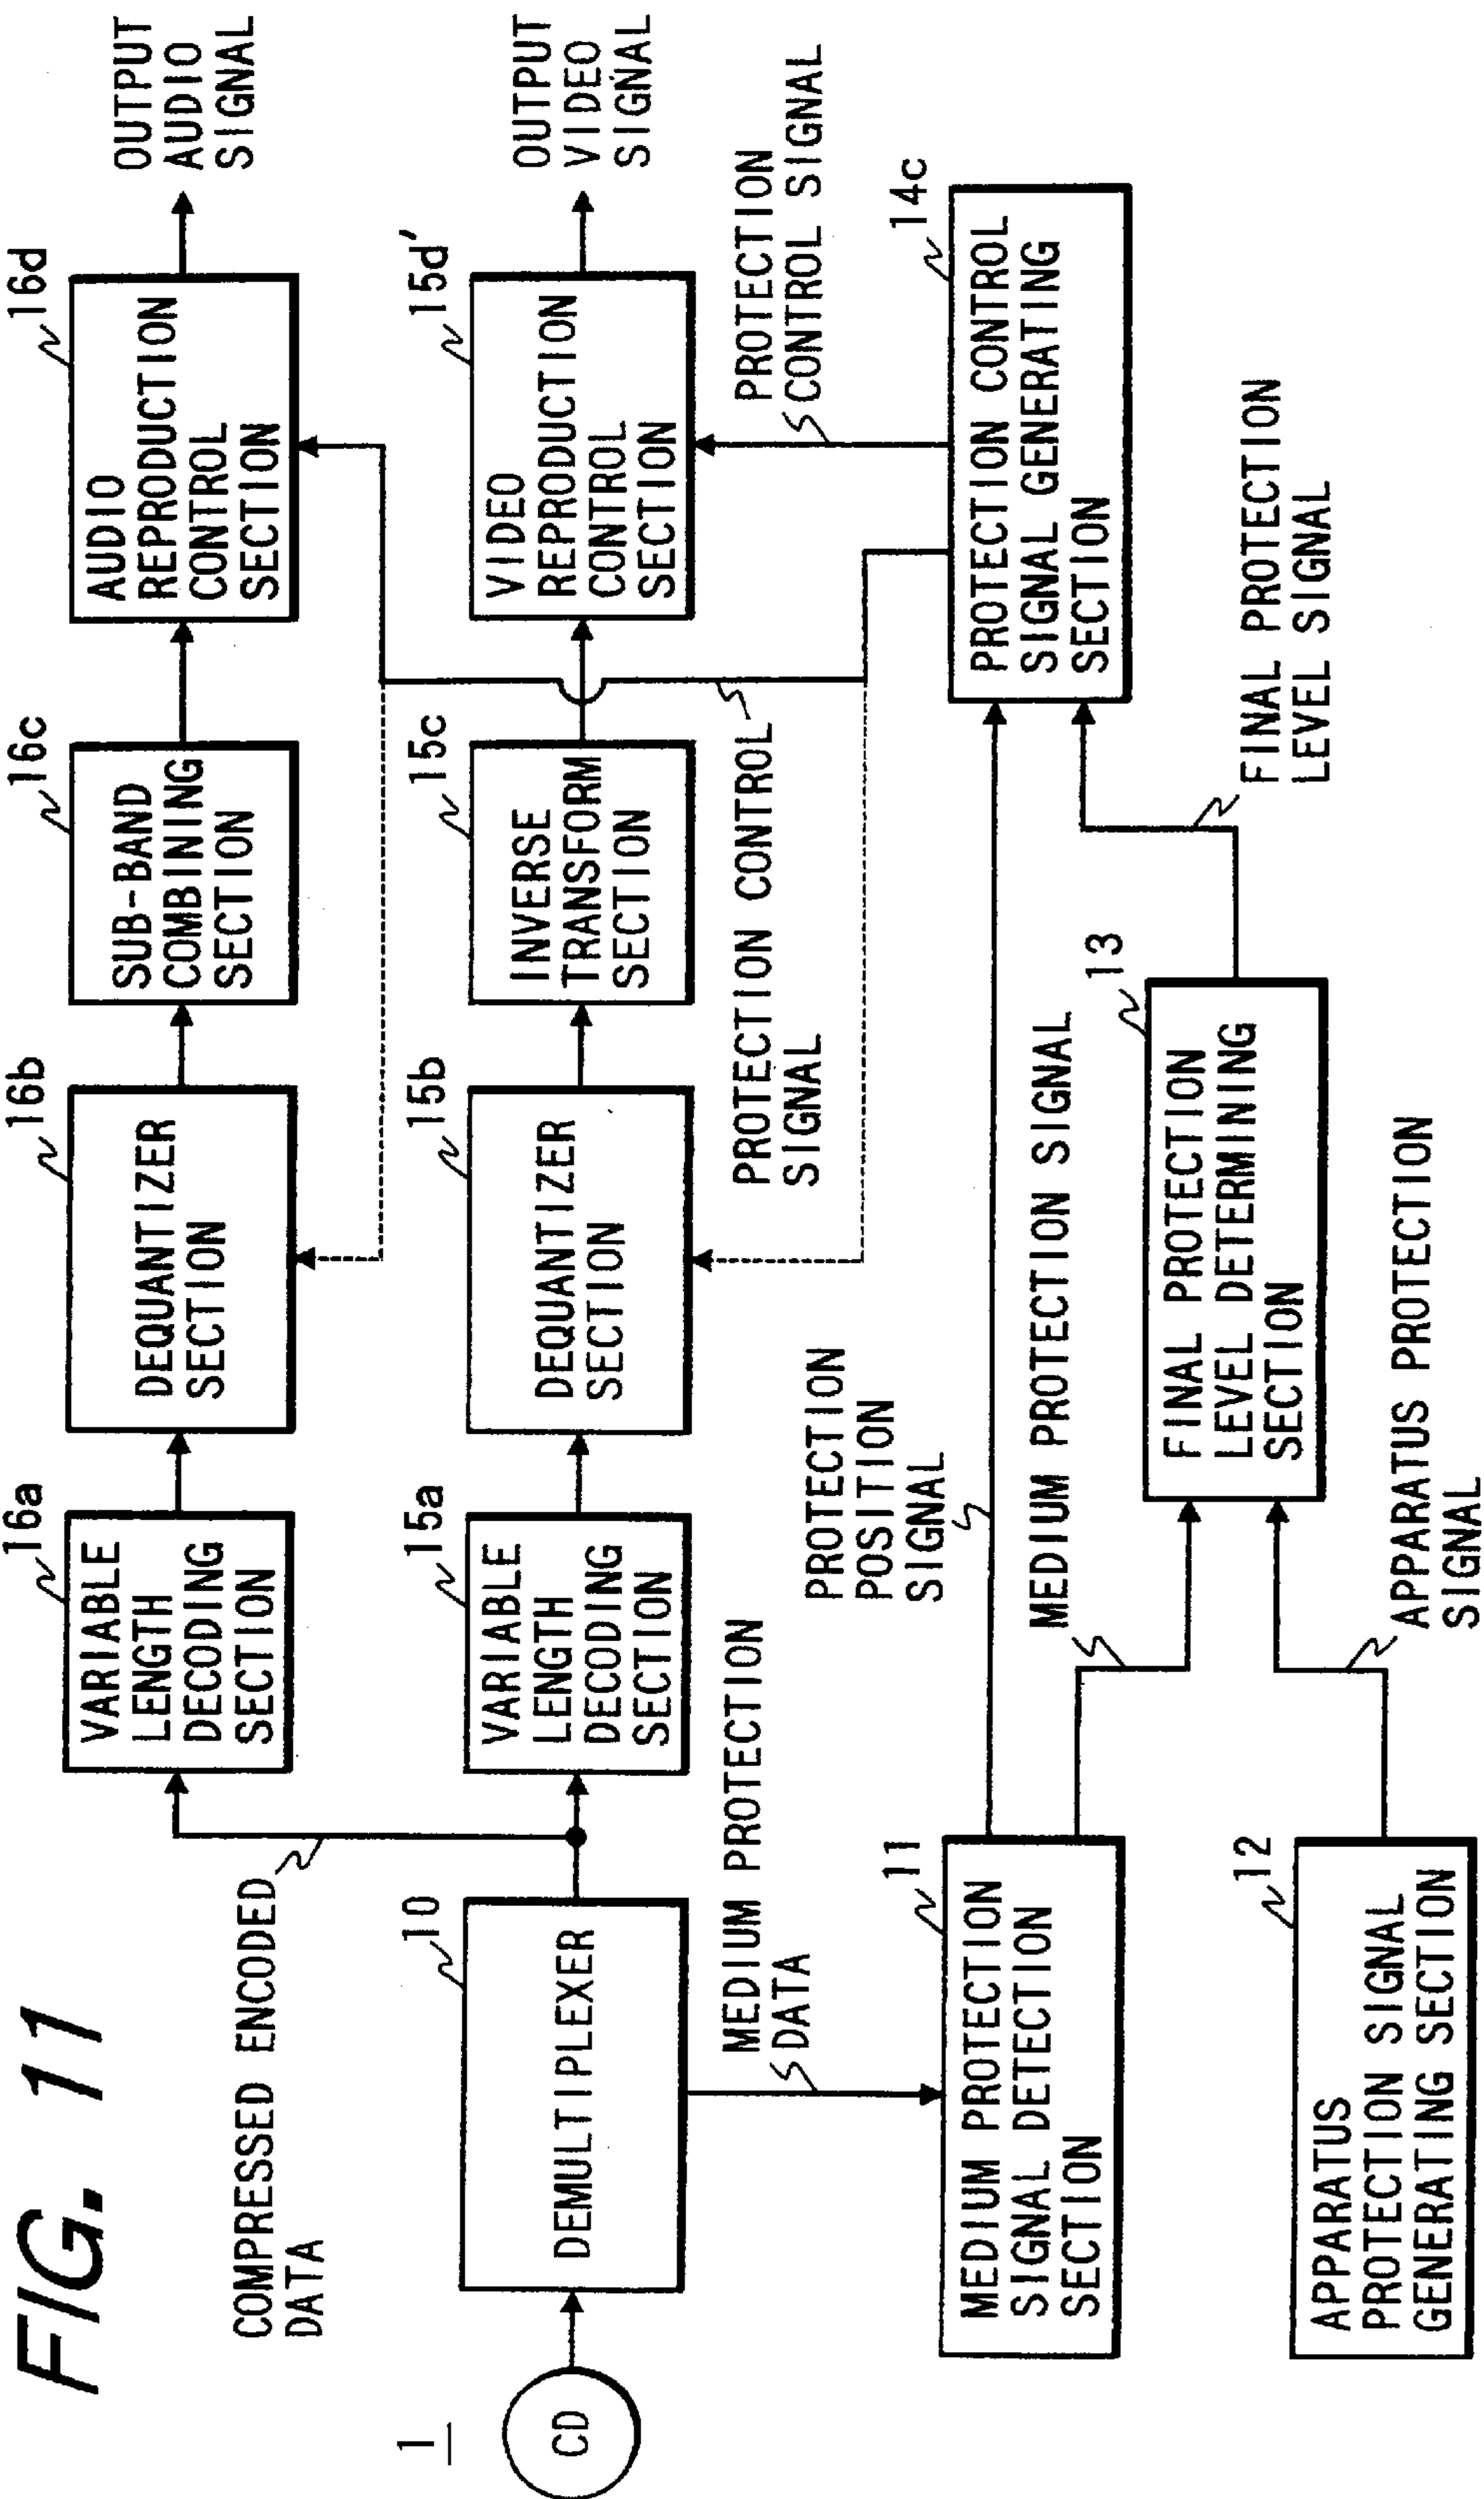 FIG. 11
1
CD
10
DEMULTIPLEXER
COMPRESSED ENCODED
DATA
16a
VARIABLE
LENGTH
DECODING
SECTION
16b
DEQUANTIZER
SECTION
16c
SUB-BAND
COMBINING
SECTION
16d
AUDIO
REPRODUCTION
CONTROL
SECTION
OUTPUT
AUDIO
SIGNAL
15a
VARIABLE
LENGTH
DECODING
SECTION
15b
DEQUANTIZER
SECTION
15c
INVERSE
TRANSFORM
SECTION
15d'
VIDEO
REPRODUCTION
CONTROL
SECTION
OUTPUT
VIDEO
SIGNAL
MEDIUM PROTECTION
DATA
PROTECTION
POSITION
SIGNAL
PROTECTION CONTROL
SIGNAL
PROTECTION
CONTROL SIGNAL
11
MEDIUM PROTECTION
SIGNAL DETECTION
SECTION
MEDIUM PROTECTION SIGNAL
14c
PROTECTION CONTROL
SIGNAL GENERATING
SECTION
13
FINAL PROTECTION
LEVEL DETERMINING
SECTION
FINAL PROTECTION
LEVEL SIGNAL
12
APPARATUS
PROTECTION SIGNAL
GENERATING SECTION
APPARATUS PROTECTION
SIGNAL